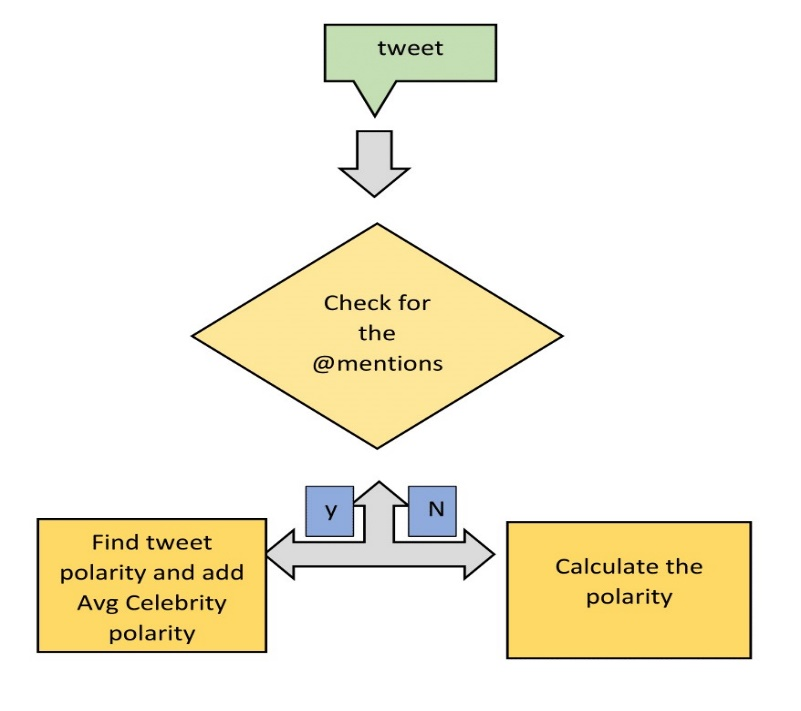 tweet
Check for
the
@mentions
y
N
Find tweet
polarity and add
Avg Celebrity
polarity
Calculate the
polarity